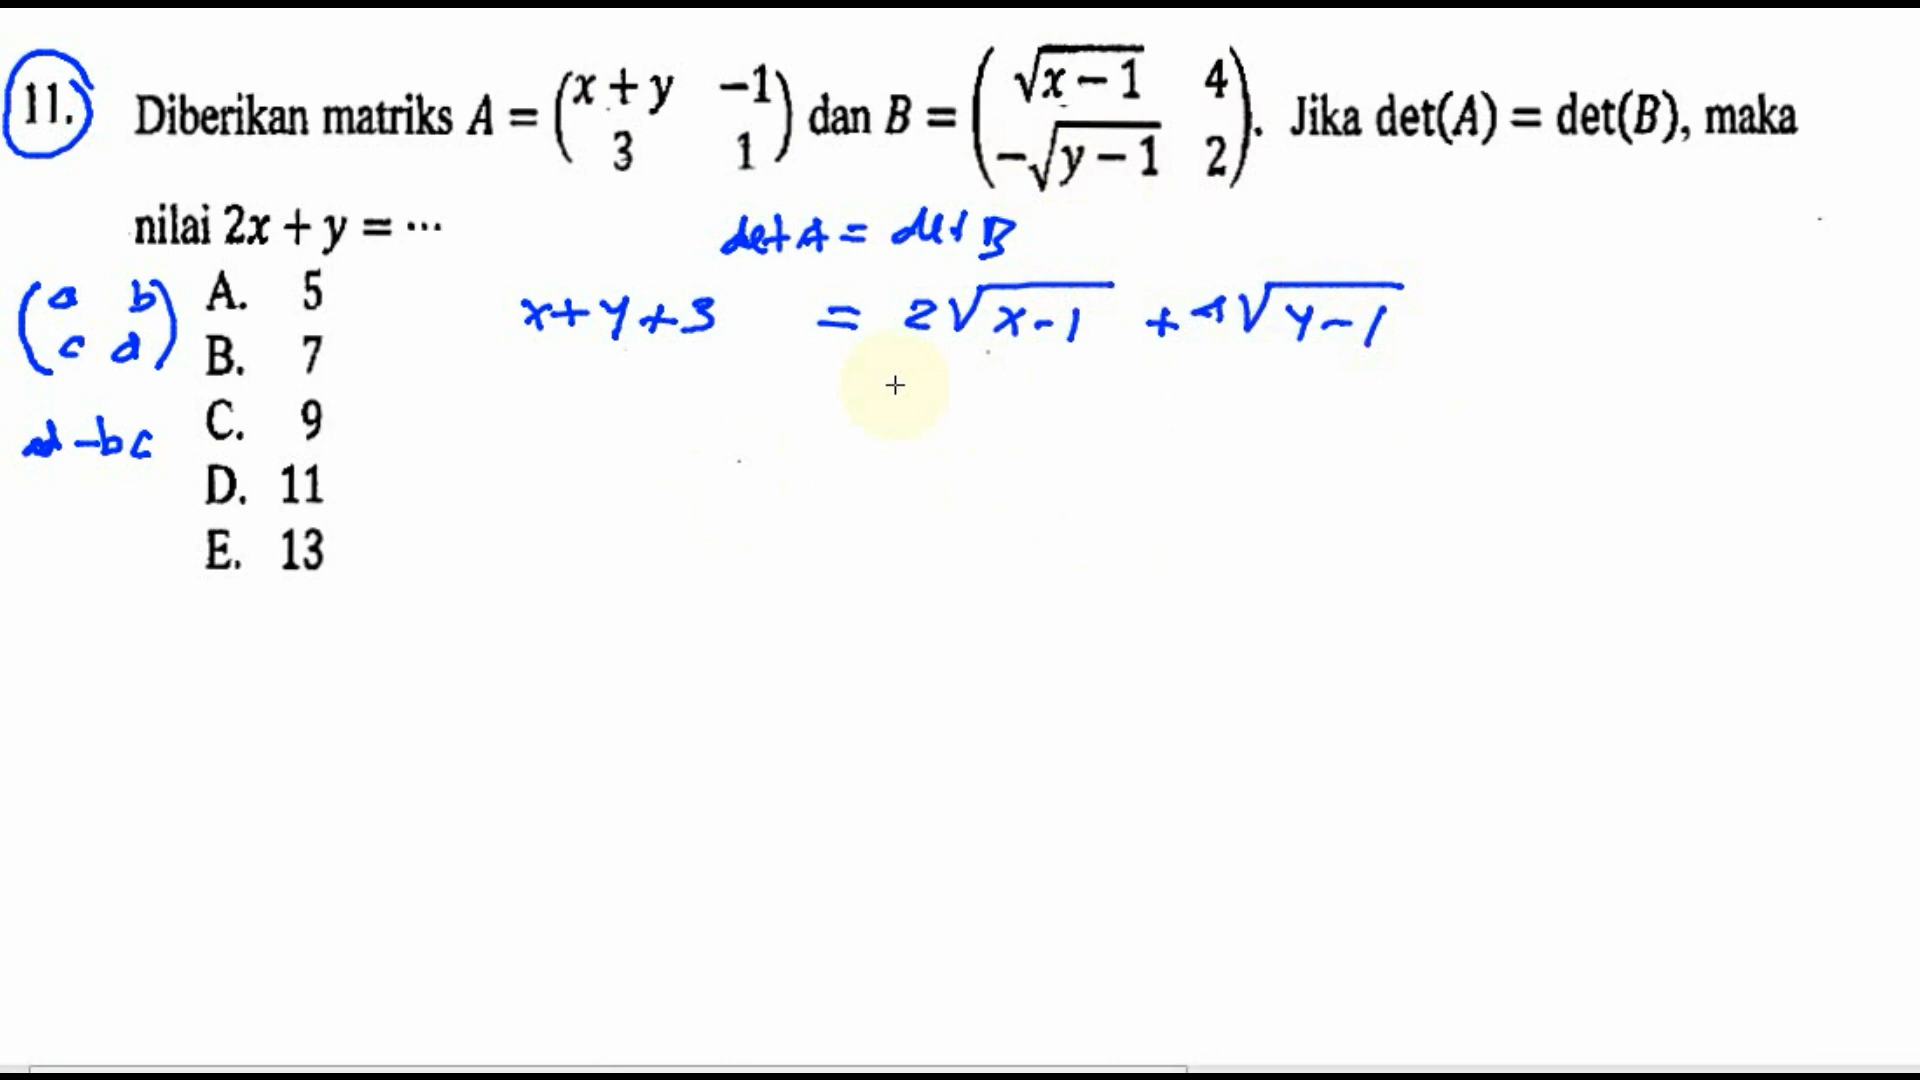 11. Diberikan matriks A = (x + y −1 3 1) dan B = (√x − 1 4 −√y − 1 2). Jika det(A) = det(B), maka
nilai 2x + y = ···
det A = det B
A. 5
B. 7
C. 9
D. 11
E. 13
(a b c d)
ad - bc
x + y + 3 = 2√x - 1 + 4√y - 1